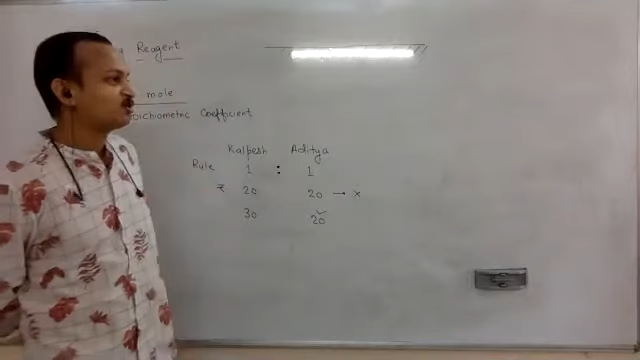 Reagent
mole
Stoichiometric Coefficient
Kalpesh Aditya
Rule 1 : 1
₹ 20 20 → x
30 20